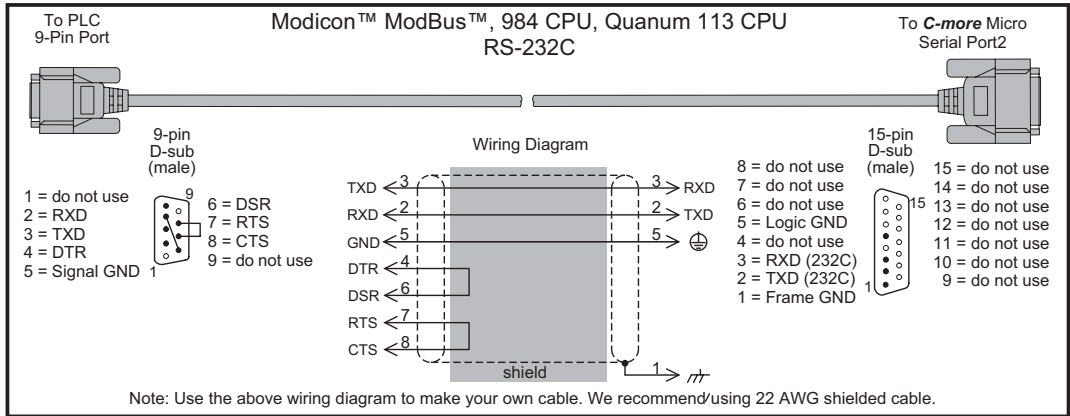 To PLC
9-Pin Port
Modicon™ ModBus™, 984 CPU, Quanum 113 CPU
RS-232C
To C-more Micro
Serial Port2
9-pin
D-sub
(male)
1 = do not use
2 = RXD
3 = TXD
4 = DTR
5 = Signal GND
9
1
6 = DSR
7 = RTS
8 = CTS
9 = do not use
Wiring Diagram
TXD 3 3 RXD
RXD 2 2 TXD
GND 5 5
DTR 4
DSR 6
RTS 7
CTS 8
shield
1
15-pin
D-sub
(male)
8 = do not use
7 = do not use
6 = do not use
5 = Logic GND
4 = do not use
3 = RXD (232C)
2 = TXD (232C)
1 = Frame GND
15
1
15 = do not use
14 = do not use
13 = do not use
12 = do not use
11 = do not use
10 = do not use
9 = do not use
Note: Use the above wiring diagram to make your own cable. We recommend using 22 AWG shielded cable.